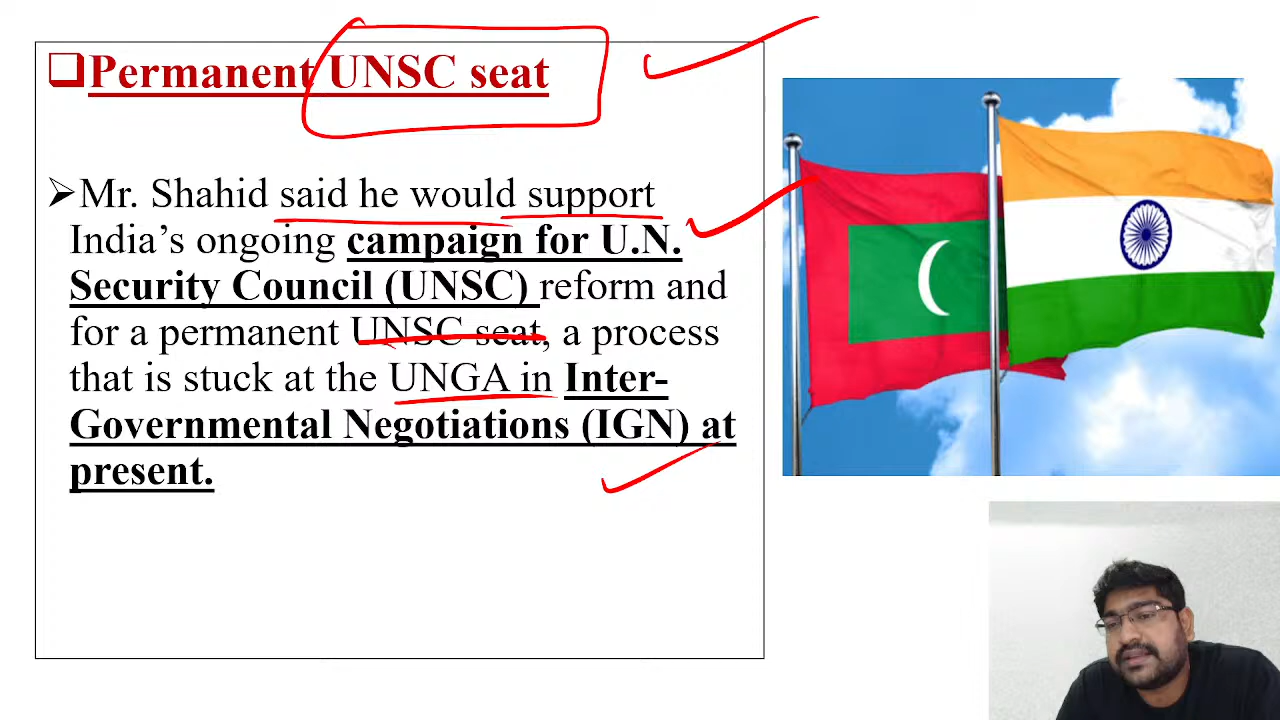 ❑Permanent UNSC seat
➢Mr. Shahid said he would support
India’s ongoing campaign for U.N.
Security Council (UNSC) reform and
for a permanent UNSC seat, a process
that is stuck at the UNGA in Inter-
Governmental Negotiations (IGN) at
present.